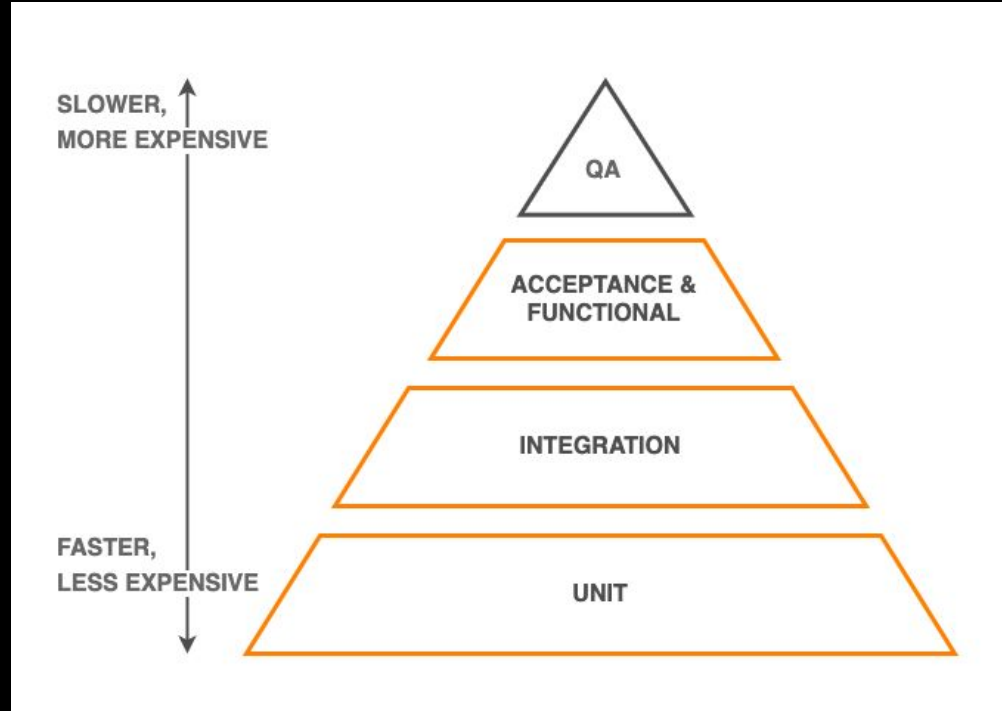 SLOWER,
MORE EXPENSIVE
QA
ACCEPTANCE &
FUNCTIONAL
INTEGRATION
FASTER,
LESS EXPENSIVE
UNIT